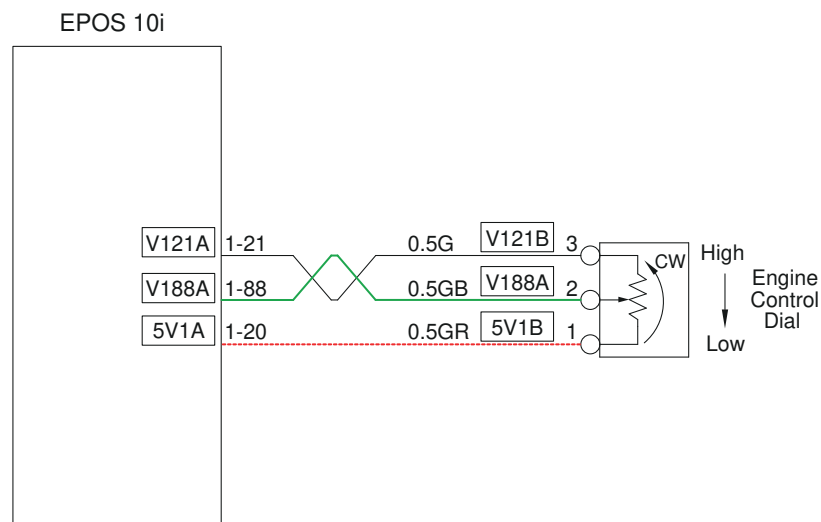 EPOS 10i
V121A 1-21 0.5G V121B 3
V188A 1-88 0.5GB V188A 2
5V1A 1-20 0.5GR 5V1B 1
CW
High
Low
Engine
Control
Dial